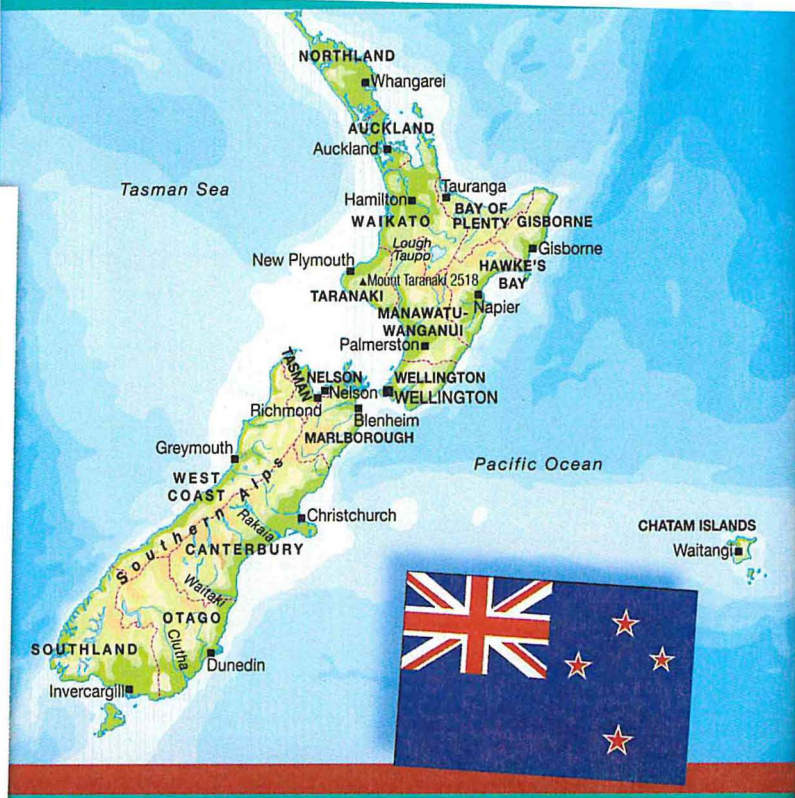 NORTHLAND
Whangarei
AUCKLAND
Auckland
Tasman Sea
Tauranga
Hamilton
BAY OF
PLENTY
GISBORNE
WAIKATO
Lough
Taupo
Gisborne
New Plymouth
HAWKE'S
BAY
Mount Taranaki 2518
TARANAKI
Napier
MANAWATU-
WANGANUI
Palmerston
TASMAN
NELSON
Nelson
WELLINGTON
WELLINGTON
Richmond
Blenheim
MARLBOROUGH
Greymouth
Pacific Ocean
WEST
COAST
Southern Alps
Rakaia
Christchurch
CHATAM ISLANDS
Waitangi
CANTERBURY
Waitaki
OTAGO
Clutha
SOUTHLAND
Dunedin
Invercargill